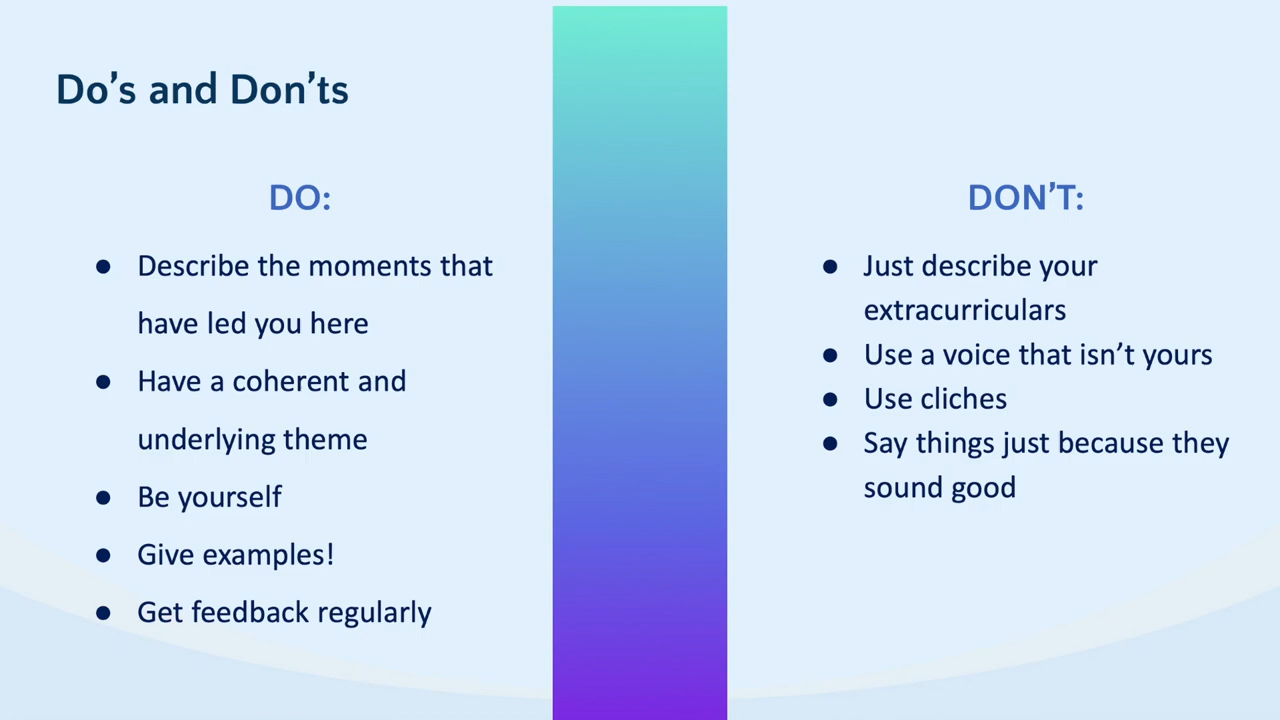 Do’s and Don’ts
DO:
● Describe the moments that
have led you here
● Have a coherent and
underlying theme
● Be yourself
● Give examples!
● Get feedback regularly
DON’T:
● Just describe your
extracurriculars
● Use a voice that isn’t yours
● Use cliches
● Say things just because they
sound good